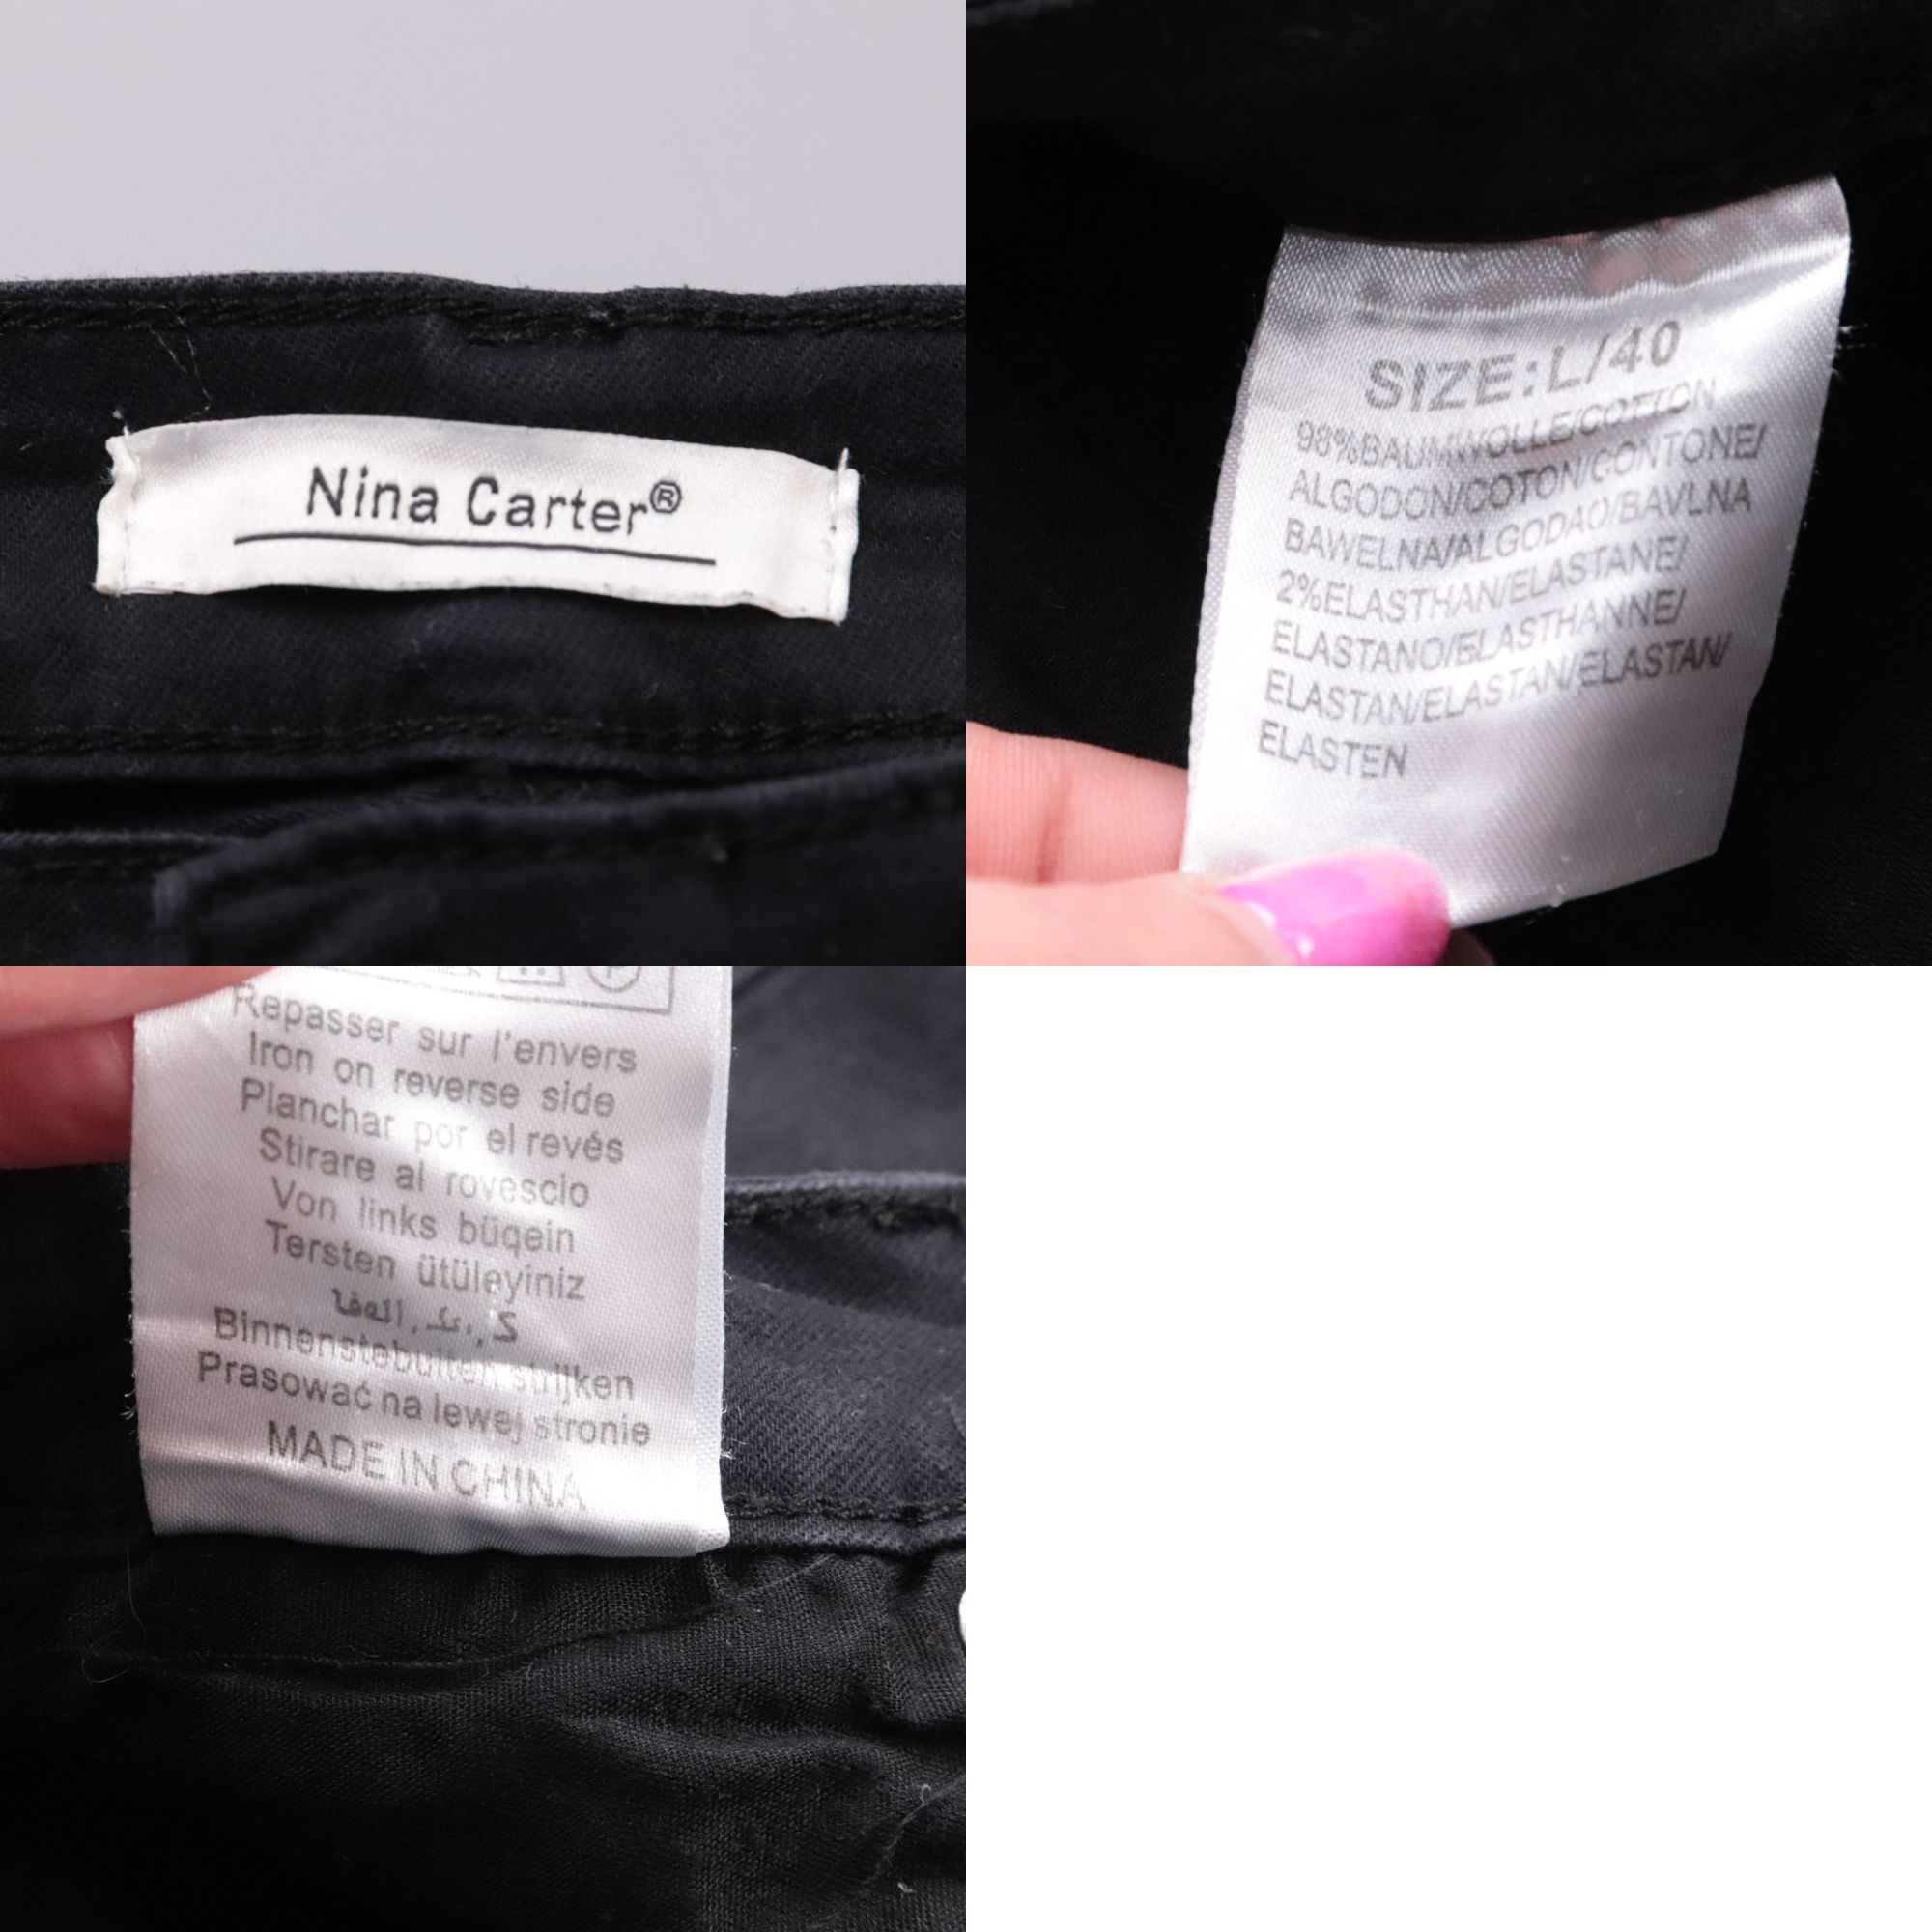 Nina Carter®
SIZE:L/40
98%BAUMWOLLE/COTTON
ALGODON/COTON/CONTONE/
BAWELNA/ALGODAO/BAVLNA
2%ELASTHAN/ELASTANE/
ELASTANO/ELASTHANNE/
ELASTAN/ELASTAN/ELASTAN/
ELASTEN
Repasser sur l'envers
Iron on reverse side
Planchar por el revés
Stirare al rovescio
Von links büqein
Tersten ütüleyiniz
Binnenstebuiten strijken
Prasować na lewej stronie
MADE IN CHINA